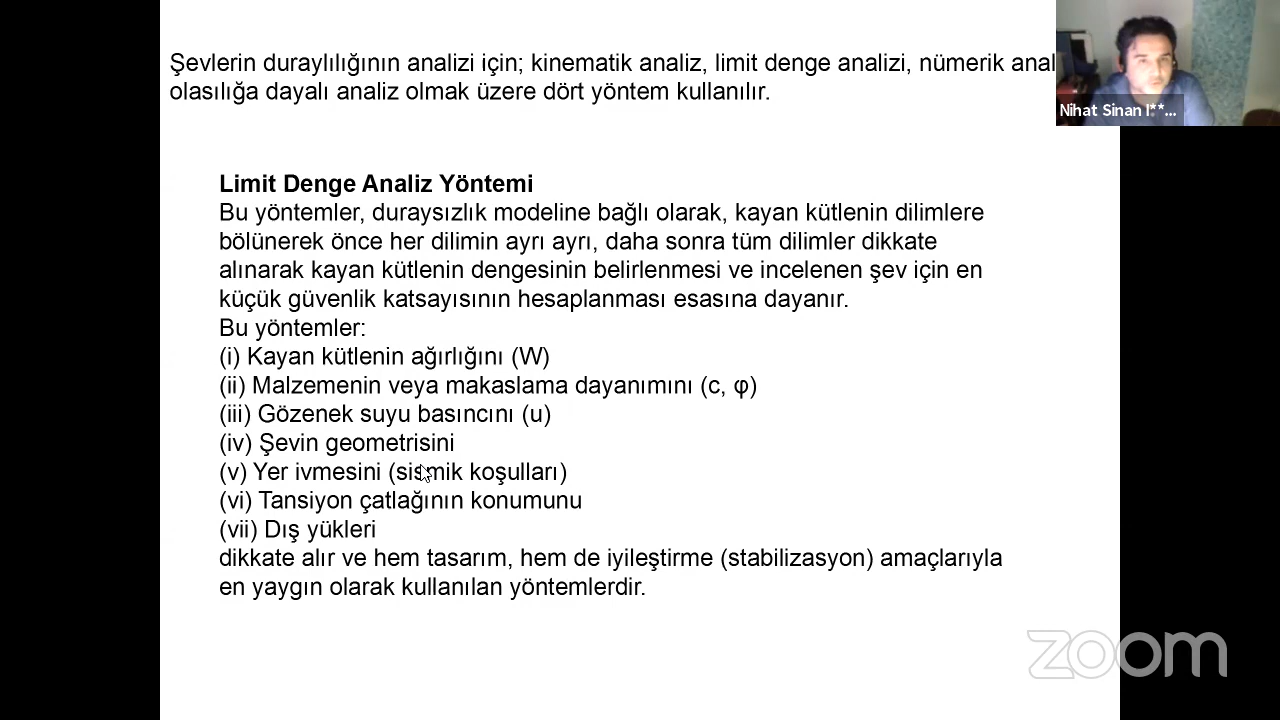 Şevlerin duraylılığının analizi için; kinematik analiz, limit denge analizi, nümerik anal
olasılığa dayalı analiz olmak üzere dört yöntem kullanılır.
Nihat Sinan I**...
Limit Denge Analiz Yöntemi
Bu yöntemler, duraysızlık modeline bağlı olarak, kayan kütlenin dilimlere
bölünerek önce her dilimin ayrı ayrı, daha sonra tüm dilimler dikkate
alınarak kayan kütlenin dengesinin belirlenmesi ve incelenen şev için en
küçük güvenlik katsayısının hesaplanması esasına dayanır.
Bu yöntemler:
(i) Kayan kütlenin ağırlığını (W)
(ii) Malzemenin veya makaslama dayanımını (c, φ)
(iii) Gözenek suyu basıncını (u)
(iv) Şevin geometrisini
(v) Yer ivmesini (sismik koşulları)
(vi) Tansiyon çatlağının konumunu
(vii) Dış yükleri
dikkate alır ve hem tasarım, hem de iyileştirme (stabilizasyon) amaçlarıyla
en yaygın olarak kullanılan yöntemlerdir.
zoom